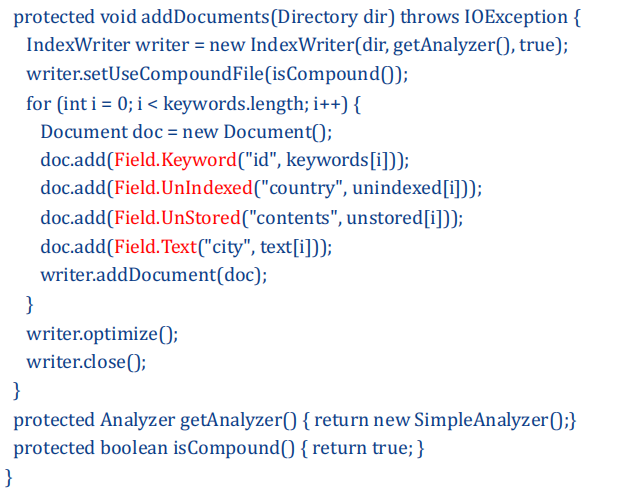 protected void addDocuments(Directory dir) throws IOException {
IndexWriter writer = new IndexWriter(dir, getAnalyzer(), true);
writer.setUseCompoundFile(isCompound());
for (int i = 0; i < keywords.length; i++) {
Document doc = new Document();
doc.add(Field.Keyword("id", keywords[i]));
doc.add(Field.UnIndexed("country", unindexed[i]));
doc.add(Field.UnStored("contents", unstored[i]));
doc.add(Field.Text("city", text[i]));
writer.addDocument(doc);
}
writer.optimize();
writer.close();
}
protected Analyzer getAnalyzer() { return new SimpleAnalyzer();}
protected boolean isCompound() { return true; }
}